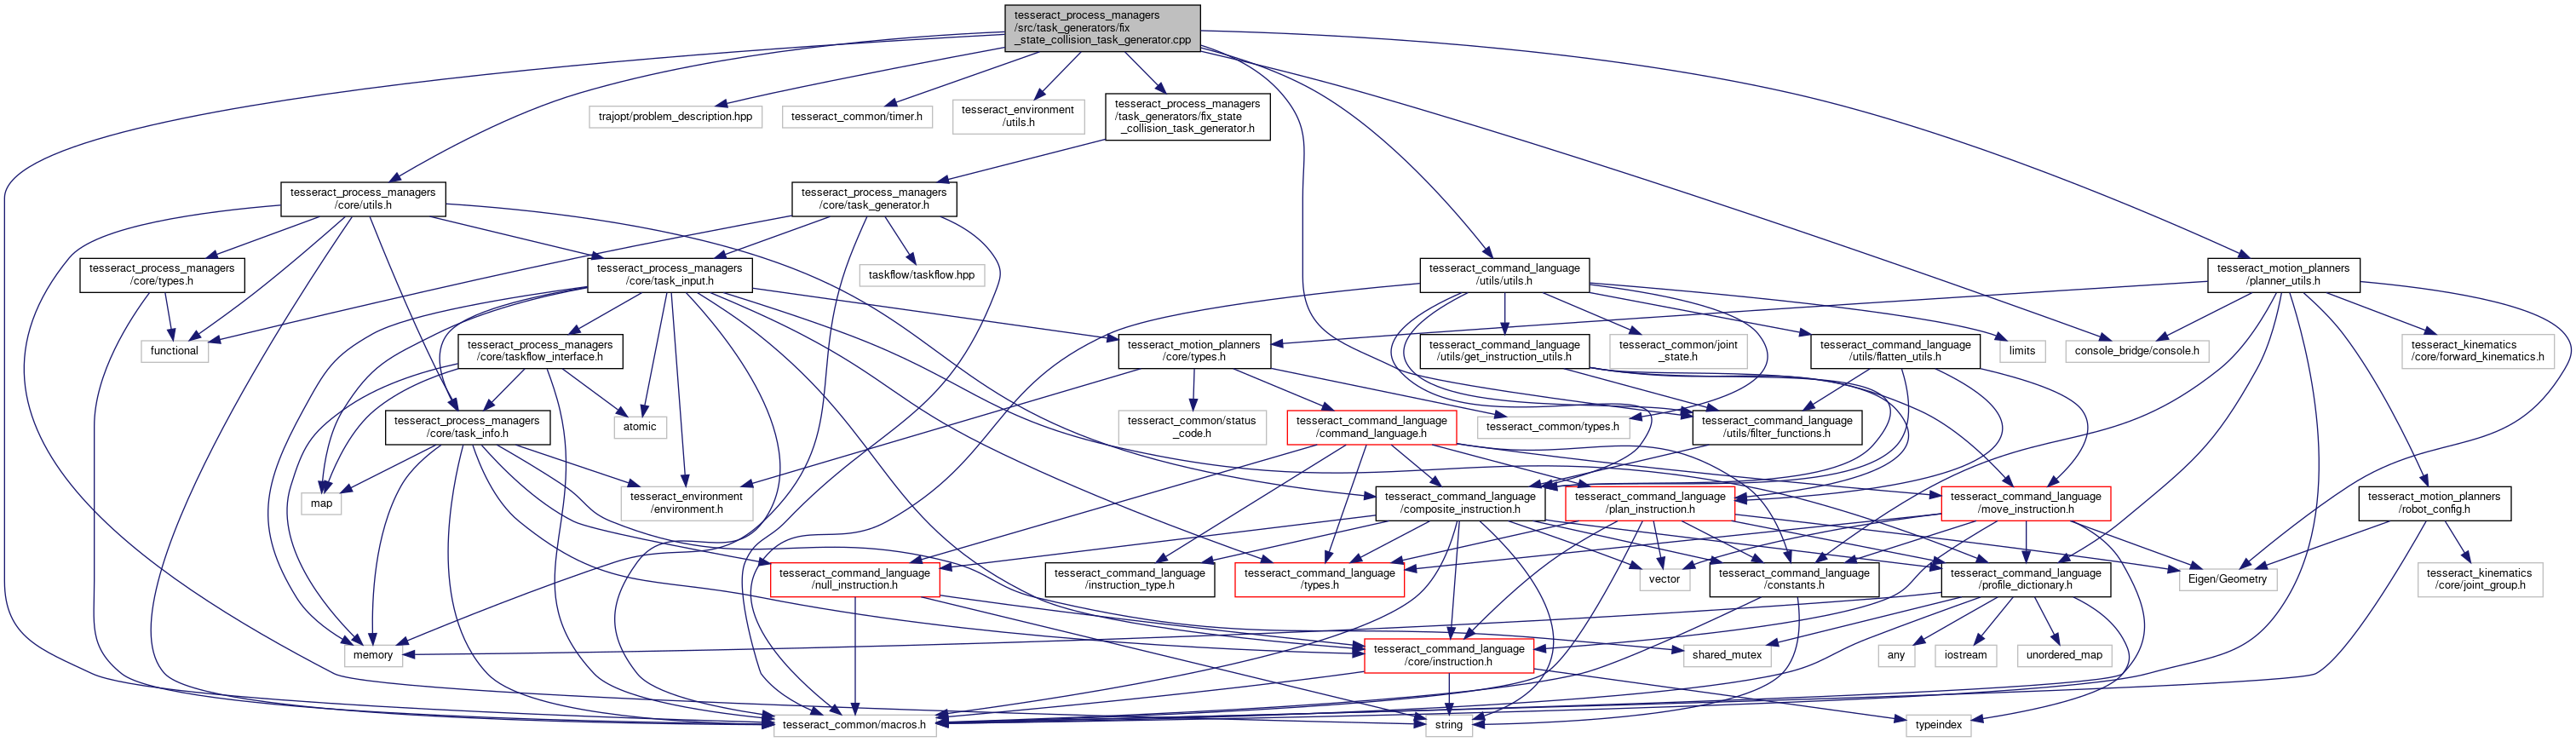 tesseract_process_managers
/src/task_generators/fix
_state_collision_task_generator.cpp
trajopt/problem_description.hpp
tesseract_common/timer.h
tesseract_environment
/utils.h
tesseract_process_managers
/task_generators/fix_state
_collision_task_generator.h
tesseract_process_managers
/core/utils.h
tesseract_process_managers
/core/task_generator.h
tesseract_process_managers
/core/types.h
tesseract_process_managers
/core/task_input.h
taskflow/taskflow.hpp
tesseract_command_language
/utils/utils.h
tesseract_motion_planners
/planner_utils.h
functional
tesseract_process_managers
/core/taskflow_interface.h
tesseract_motion_planners
/core/types.h
tesseract_command_language
/utils/get_instruction_utils.h
tesseract_common/joint
_state.h
tesseract_command_language
/utils/flatten_utils.h
limits
console_bridge/console.h
tesseract_kinematics
/core/forward_kinematics.h
tesseract_process_managers
/core/task_info.h
atomic
tesseract_common/status
_code.h
tesseract_command_language
/command_language.h
tesseract_common/types.h
tesseract_command_language
/utils/filter_functions.h
map
tesseract_environment
/environment.h
tesseract_command_language
/composite_instruction.h
tesseract_command_language
/plan_instruction.h
tesseract_command_language
/move_instruction.h
tesseract_motion_planners
/robot_config.h
tesseract_command_language
/null_instruction.h
tesseract_command_language
/instruction_type.h
tesseract_command_language
/types.h
vector
tesseract_command_language
/constants.h
tesseract_command_language
/profile_dictionary.h
Eigen/Geometry
tesseract_kinematics
/core/joint_group.h
memory
tesseract_command_language
/core/instruction.h
shared_mutex
any
iostream
unordered_map
tesseract_common/macros.h
string
typeindex